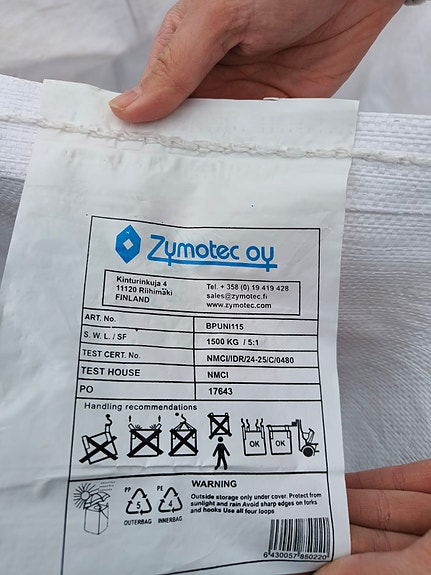 Zymotec oy
Kinturinkuja 4
11120 Riihimäki
FINLAND
Tel. + 358 (0) 19 419 428
sales@zymotec.fi
www.zymotec.com
ART. No. BPUNI115
S. W. L. / SF 1500 KG / 5:1
TEST CERT. No. NMCI/IDR/24-25/C/0480
TEST HOUSE NMCI
PO 17643
Handling recommendations
OK OK
PP PE
5 4
OUTERBAG INNERBAG
WARNING
Outside storage only under cover. Protect from
sunlight and rain Avoid sharp edges on forks
and hooks Use all four loops
6 430057 850220